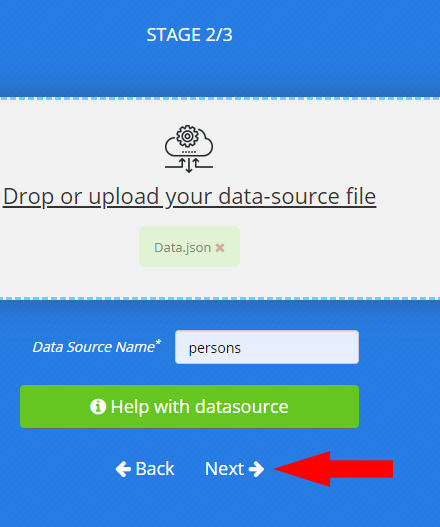 STAGE 2/3
Drop or upload your data-source file
Data.json
Data Source Name*
persons
Help with datasource
Back Next